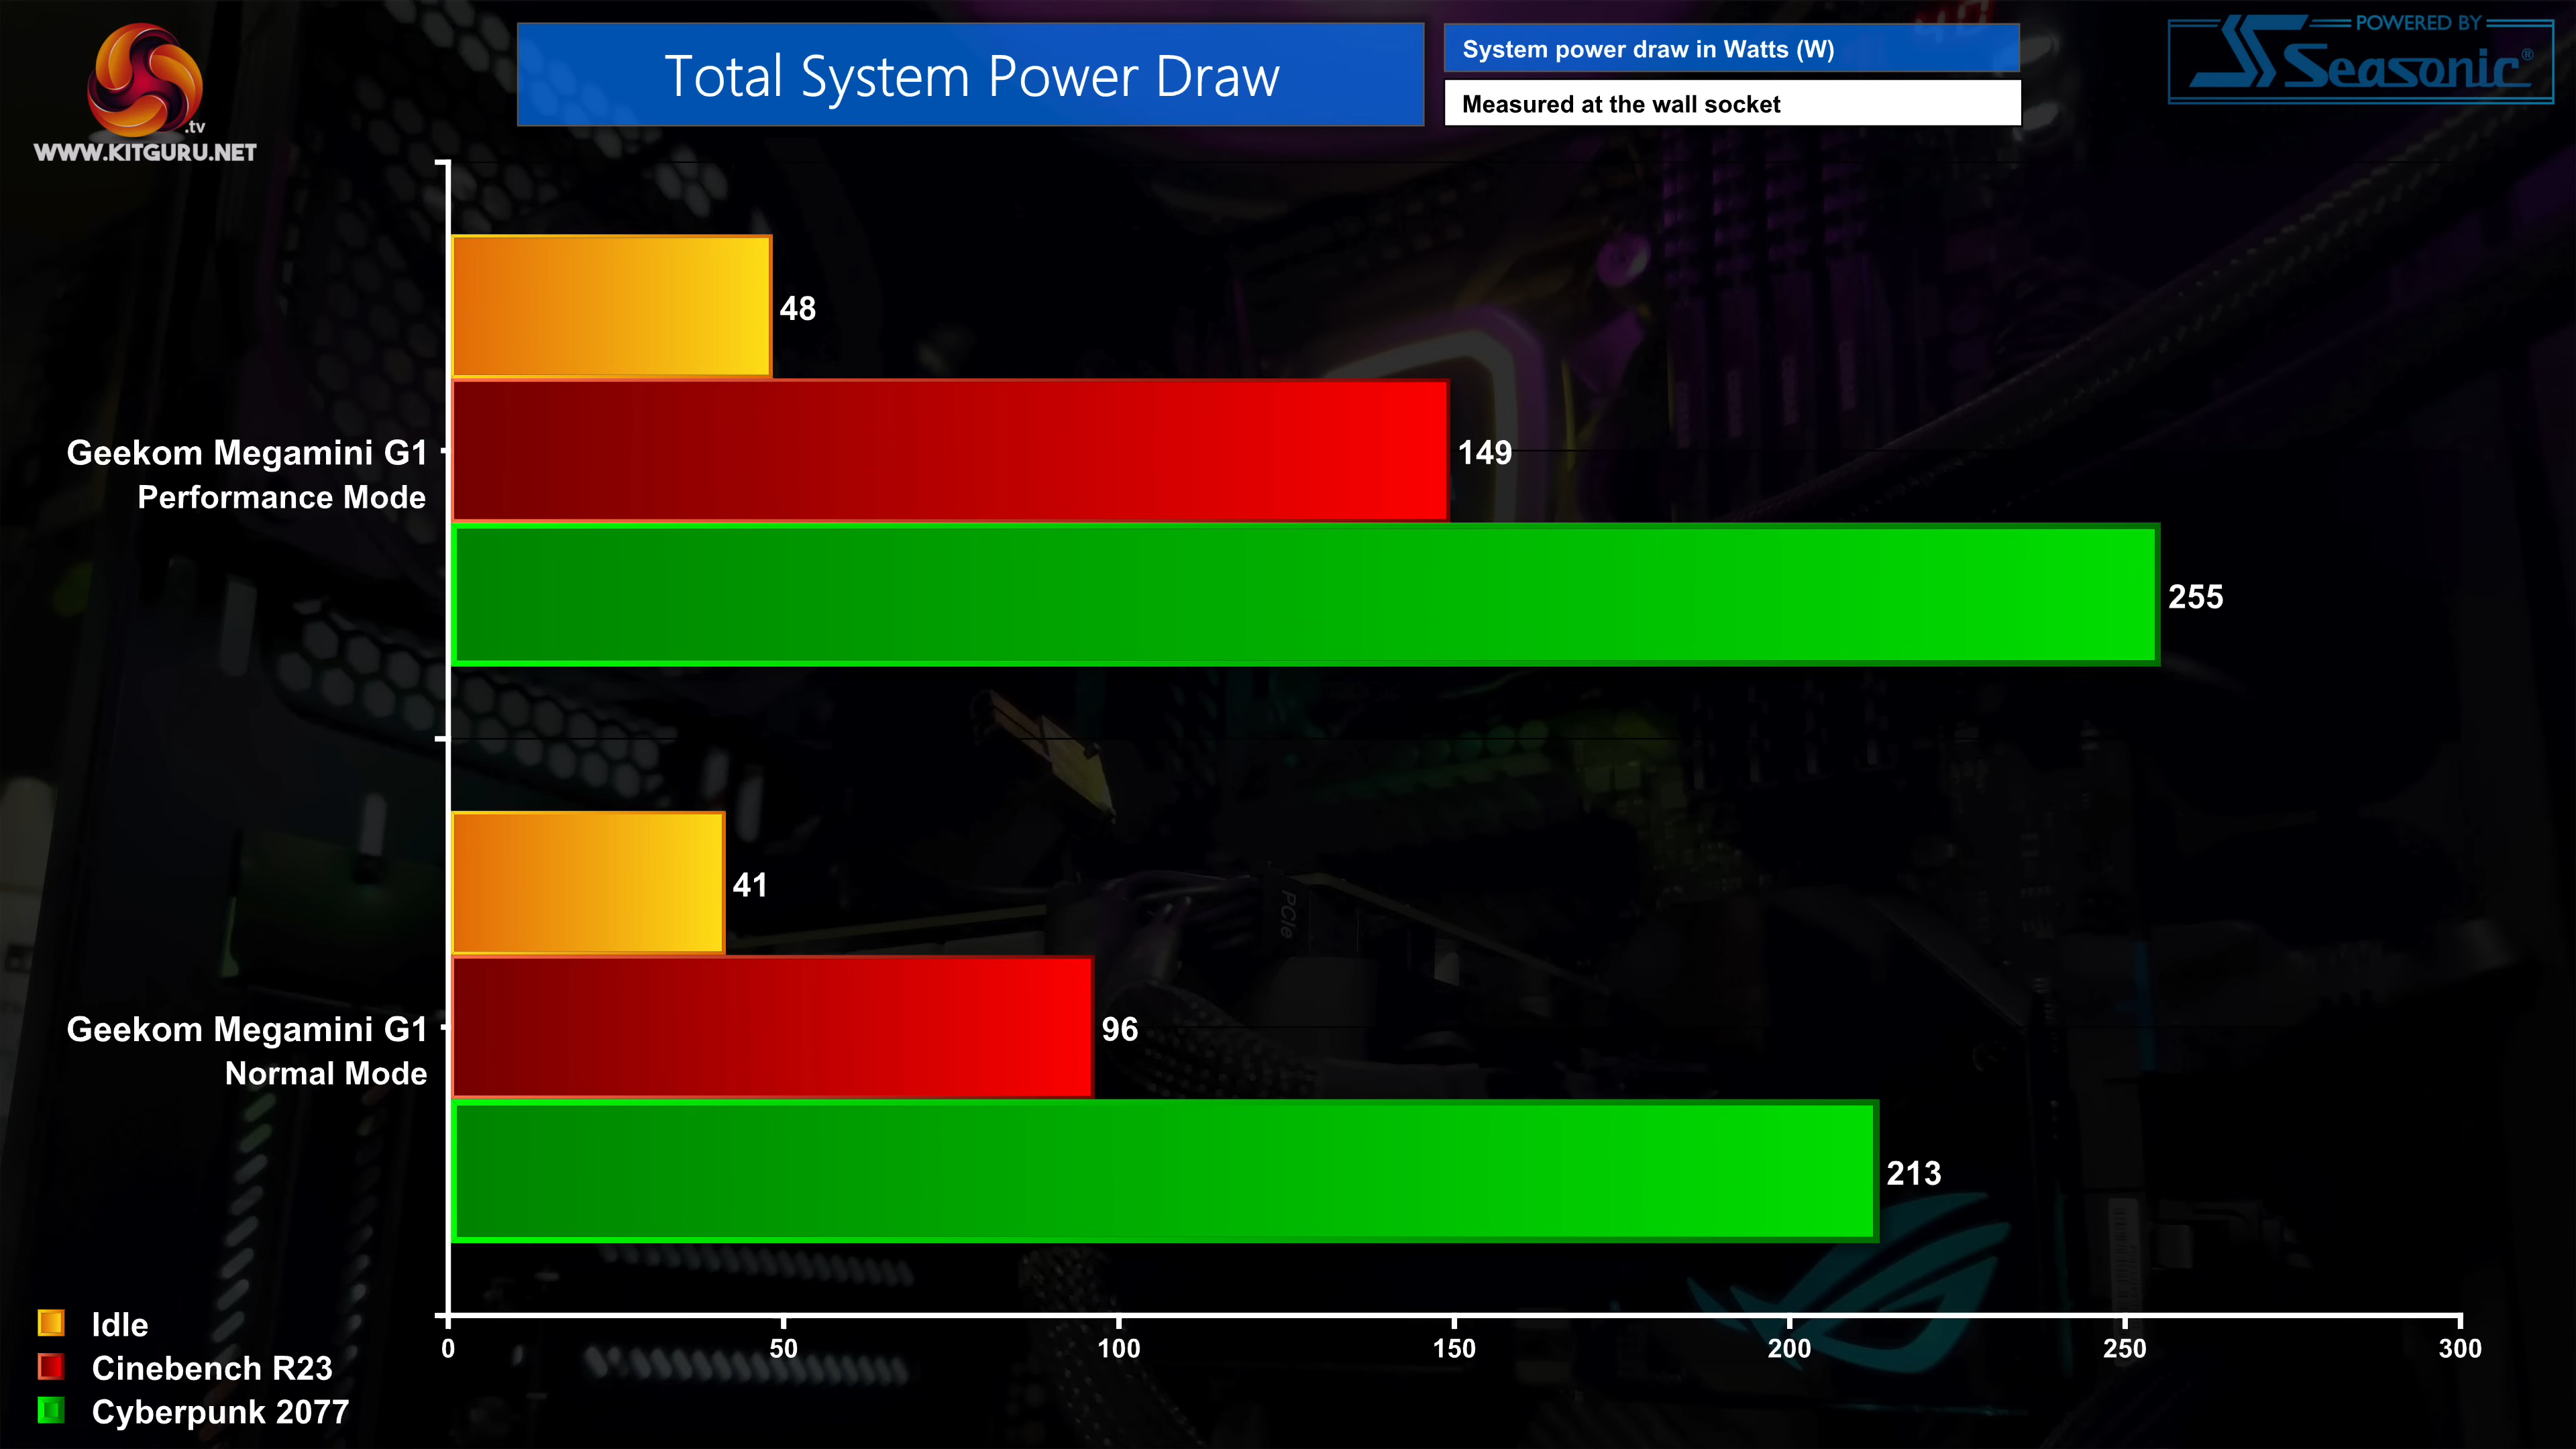 .tv
WWW.KITGURU.NET
Total System Power Draw
System power draw in Watts (W)
Measured at the wall socket
POWERED BY
Seasonic®
48
149
255
Geekom Megamini G1
Performance Mode
41
96
213
Geekom Megamini G1
Normal Mode
PCIe
Idle
Cinebench R23
Cyberpunk 2077
0 50 100 150 200 250 300